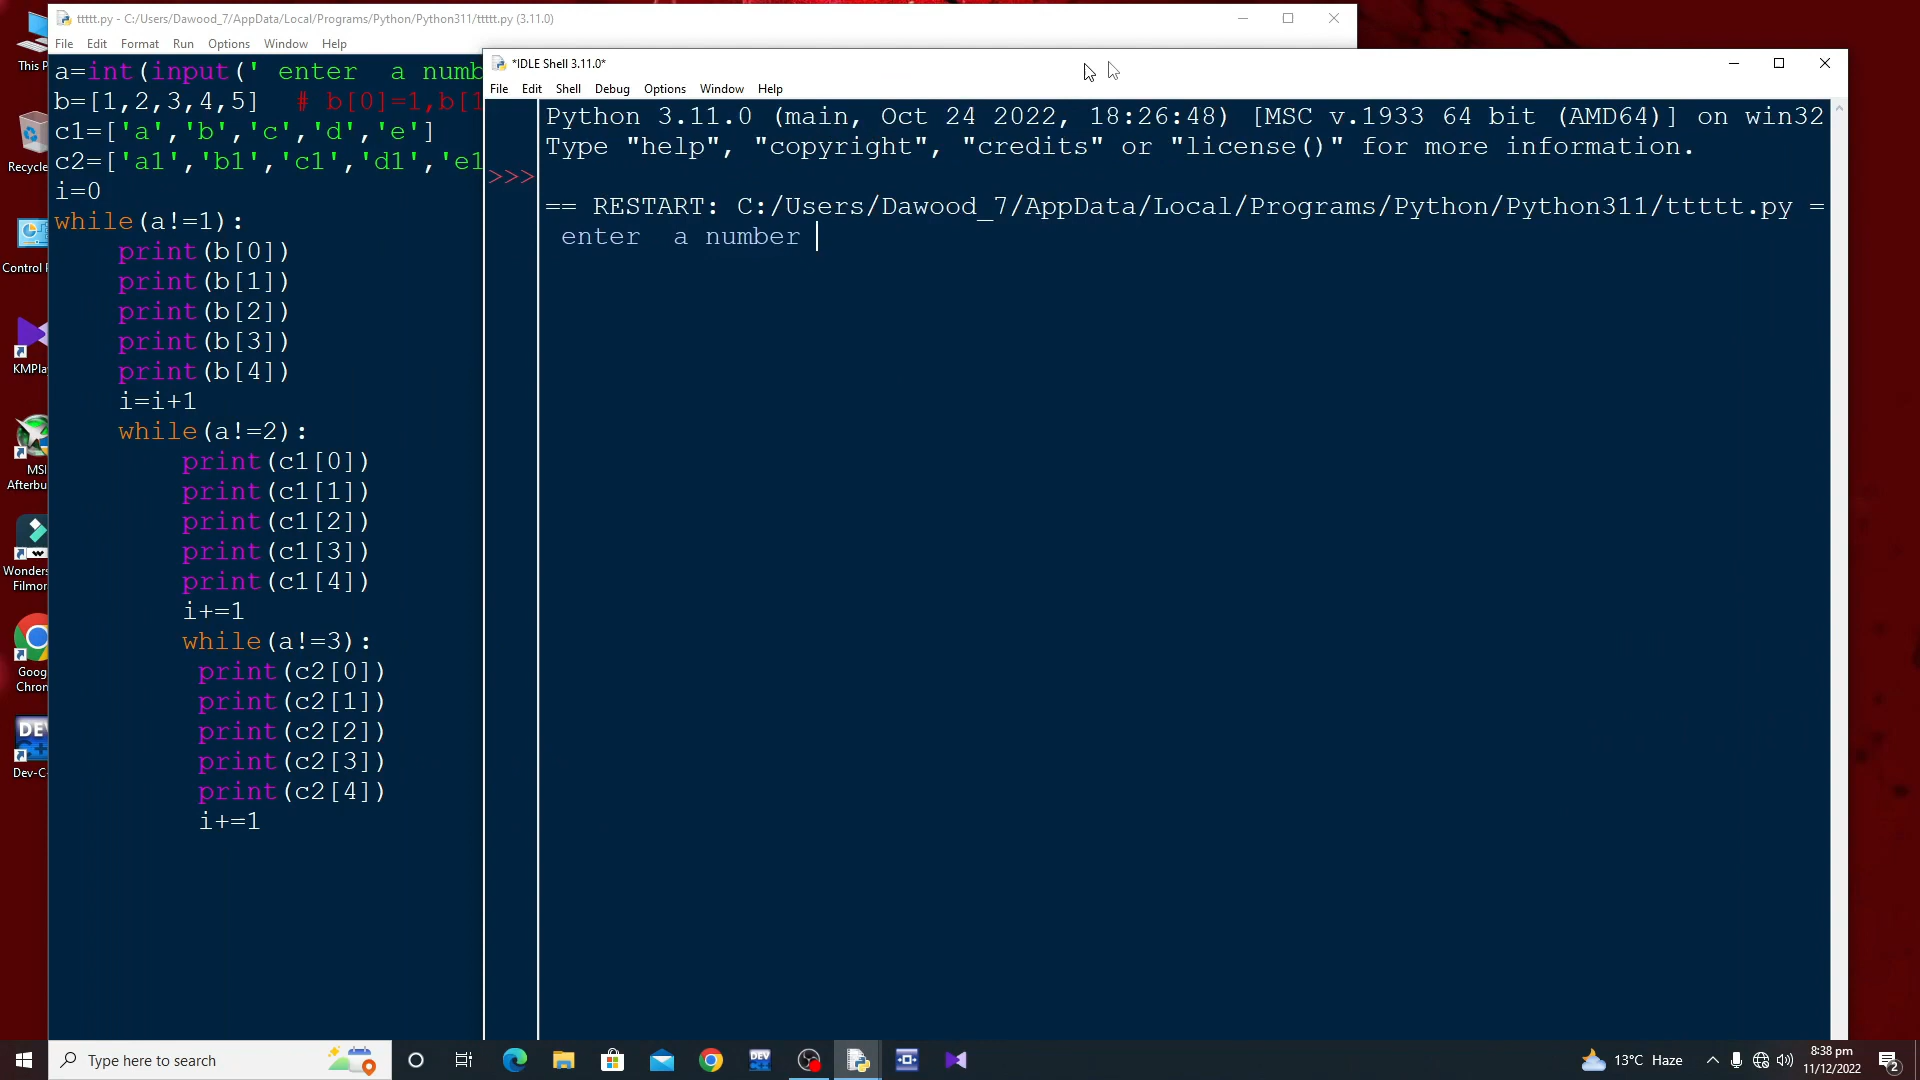 ttttt.py - C:/Users/Dawood_7/AppData/Local/Programs/Python/Python311/ttttt.py (3.11.0)
File Edit Format Run Options Window Help
a=int(input(' enter  a numb
b=[1,2,3,4,5]  # b[0]=1,b[1
c1=['a','b','c','d','e']
c2=['a1','b1','c1','d1','e1
i=0
while(a!=1):
    print(b[0])
    print(b[1])
    print(b[2])
    print(b[3])
    print(b[4])
    i=i+1
    while(a!=2):
        print(c1[0])
        print(c1[1])
        print(c1[2])
        print(c1[3])
        print(c1[4])
        i+=1
        while(a!=3):
         print(c2[0])
         print(c2[1])
         print(c2[2])
         print(c2[3])
         print(c2[4])
         i+=1
*IDLE Shell 3.11.0*
File Edit Shell Debug Options Window Help
Python 3.11.0 (main, Oct 24 2022, 18:26:48) [MSC v.1933 64 bit (AMD64)] on win32
Type "help", "copyright", "credits" or "license()" for more information.
>>>
== RESTART: C:/Users/Dawood_7/AppData/Local/Programs/Python/Python311/ttttt.py =
 enter  a number
This P
Recycle
Control P
KMPla
MSI
Afterbu
Wonders
Filmor
Goog
Chron
DEV
Dev-C
Type here to search
DEV
13°C Haze
8:38 pm
11/12/2022
2